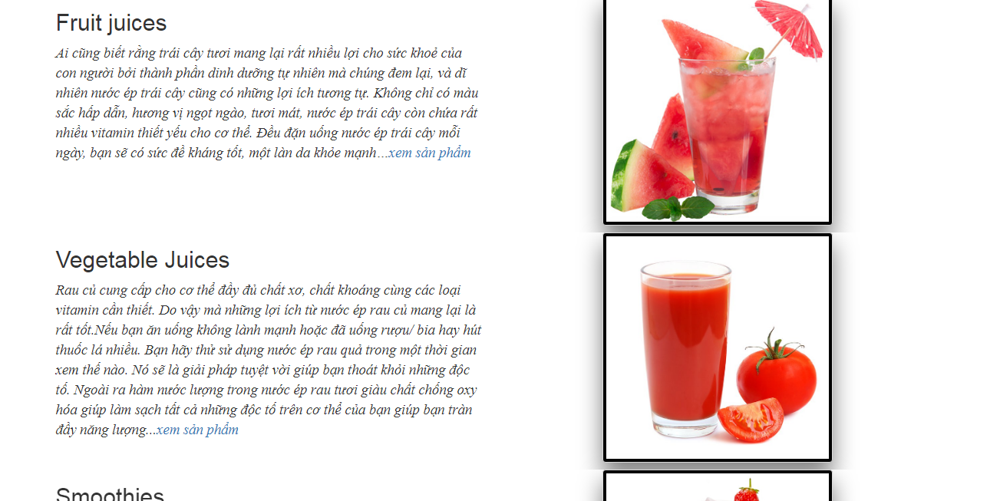 Fruit juices
Ai cũng biết rằng trái cây tươi mang lại rất nhiều lợi cho sức khoẻ của
con người bởi thành phần dinh dưỡng tự nhiên mà chúng đem lại, và dĩ
nhiên nước ép trái cây cũng có những lợi ích tương tự. Không chỉ có màu
sắc hấp dẫn, hương vị ngọt ngào, tươi mát, nước ép trái cây còn chứa rất
nhiều vitamin thiết yếu cho cơ thể. Đều đặn uống nước ép trái cây mỗi
ngày, bạn sẽ có sức đề kháng tốt, một làn da khỏe mạnh...xem sản phẩm
Vegetable Juices
Rau củ cung cấp cho cơ thể đầy đủ chất xơ, chất khoáng cùng các loại
vitamin cần thiết. Do vậy mà những lợi ích từ nước ép rau củ mang lại là
rất tốt.Nếu bạn ăn uống không lành mạnh hoặc đã uống rượu/ bia hay hút
thuốc lá nhiều. Bạn hãy thử sử dụng nước ép rau quả trong một thời gian
xem thế nào. Nó sẽ là giải pháp tuyệt vời giúp bạn thoát khỏi những độc
tố. Ngoài ra hàm nước lượng trong nước ép rau tươi giàu chất chống oxy
hóa giúp làm sạch tất cả những độc tố trên cơ thể của bạn giúp bạn tràn
đầy năng lượng...xem sản phẩm
Smoothies